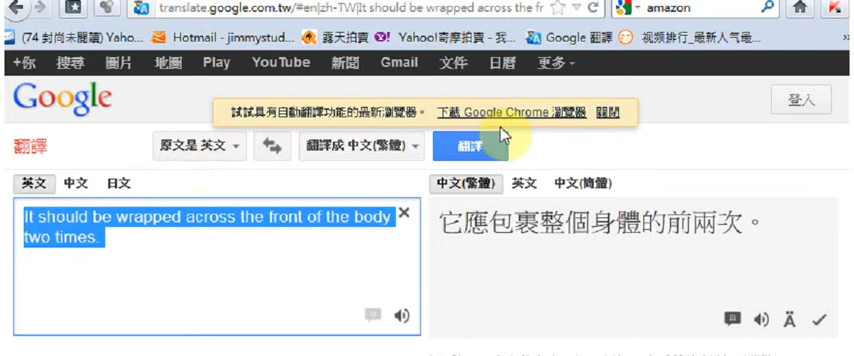 translate.google.com.tw/#en|zh-TW|It should be wrapped across the fr
amazon
(74 封尚未閱讀) Yaho...
Hotmail - jimmystud...
露天拍賣
Yahoo!奇摩拍賣 - 我...
Google 翻譯
视频排行_最新人气最...
+你 搜尋 圖片 地圖 Play YouTube 新聞 Gmail 文件 日曆 更多
Google
試試具有自動翻譯功能的最新瀏覽器。 下載 Google Chrome 瀏覽器 關閉
登入
翻譯 原文是 英文 翻譯成 中文(繁體) 翻譯
英文 中文 日文
中文(繁體) 英文 中文(簡體)
It should be wrapped across the front of the body
two times.
它應包裹整個身體的前兩次。
Ä